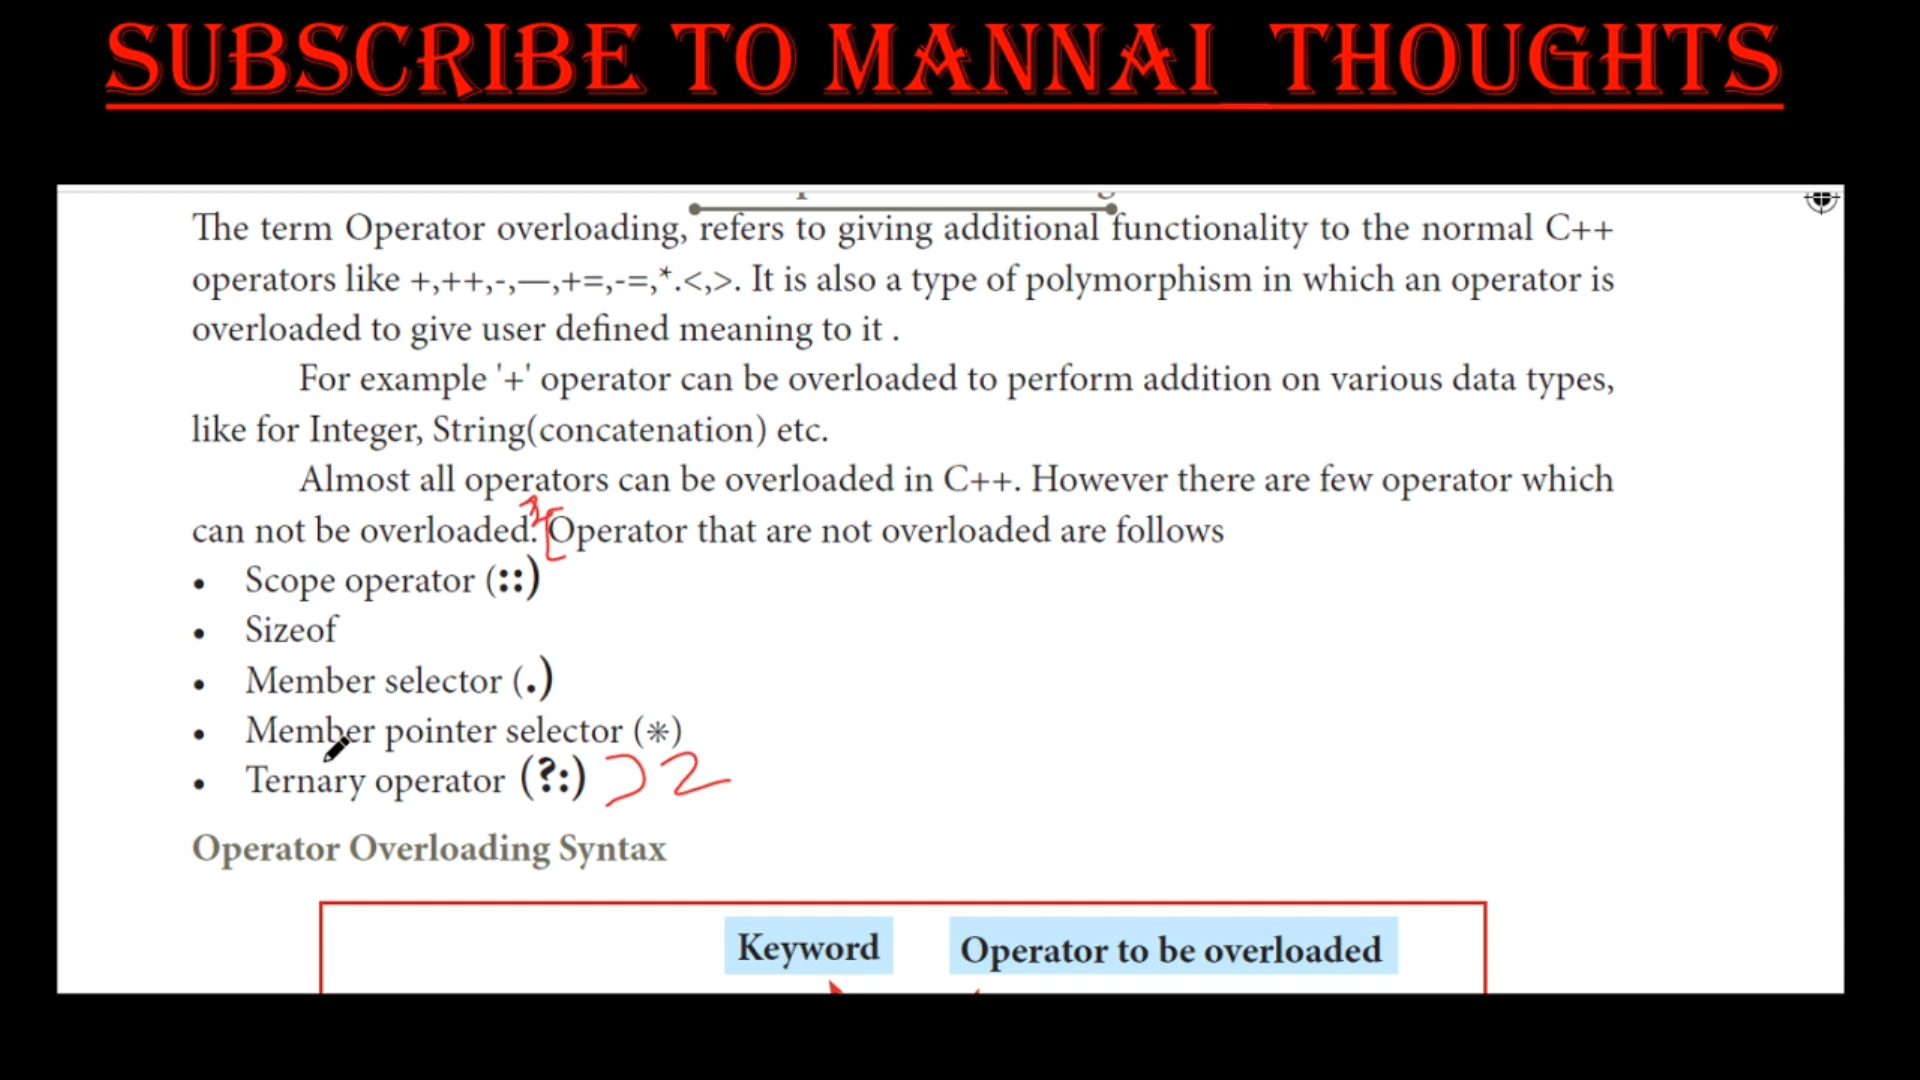 SUBSCRIBE TO MANNAI_THOUGHTS
The term Operator overloading, refers to giving additional functionality to the normal C++
operators like +,++,-,—,+=,-=,*.<,>. It is also a type of polymorphism in which an operator is
overloaded to give user defined meaning to it .
For example '+' operator can be overloaded to perform addition on various data types,
like for Integer, String(concatenation) etc.
Almost all operators can be overloaded in C++. However there are few operator which
can not be overloaded. Operator that are not overloaded are follows
• Scope operator (::)
• Sizeof
• Member selector (.)
• Member pointer selector (*)
• Ternary operator (?:) 2
Operator Overloading Syntax
Keyword
Operator to be overloaded